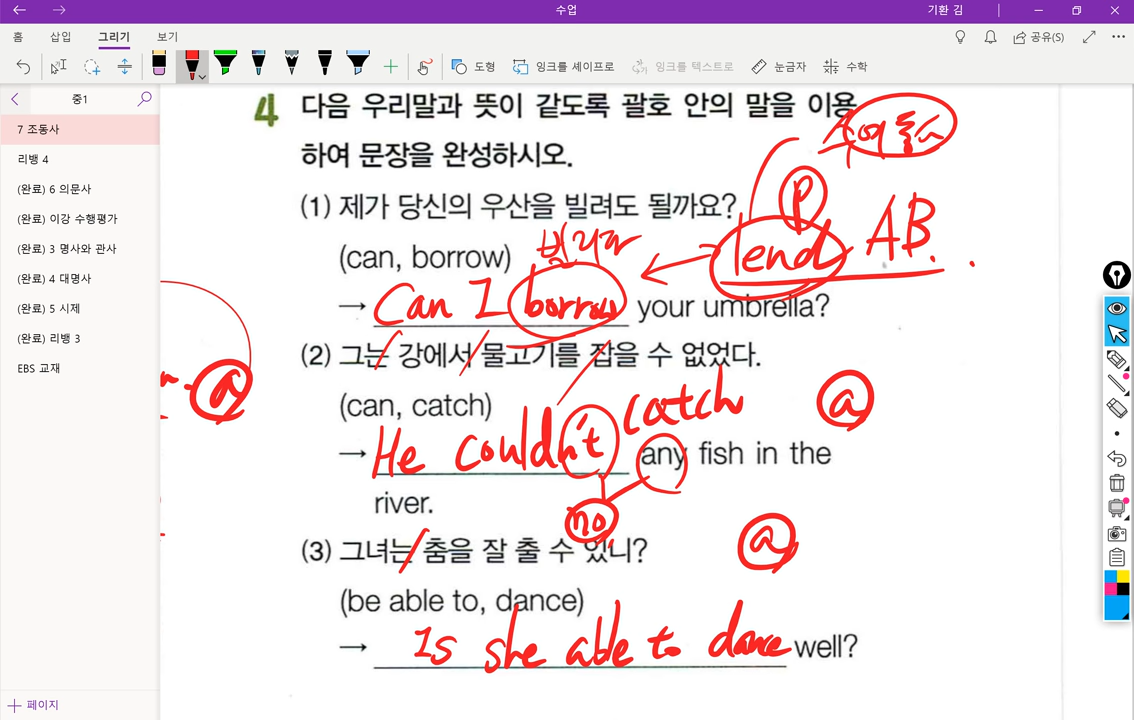 수업
기환 김
홈 삽입 그리기 보기
공유(S)
도형 잉크를 셰이프로 잉크를 텍스트로 눈금자 수학
중1
7 조동사
리뱅 4
(완료) 6 의문사
(완료) 이강 수행평가
(완료) 3 명사와 관사
(완료) 4 대명사
(완료) 5 시제
(완료) 리뱅 3
EBS 교재
페이지
4 다음 우리말과 뜻이 같도록 괄호 안의 말을 이용
하여 문장을 완성하시오.
(1) 제가 당신의 우산을 빌려도 될까요?
P
(can, borrow) 빌리다 lend AB.
→ Can I borrow your umbrella?
(2) 그는 강에서 물고기를 잡을 수 없었다.
(can, catch) catch a
→ He couldn't any fish in the
river. no
(3) 그녀는 춤을 잘 출 수 있니? a
(be able to, dance)
→ Is she able to dance well?
a